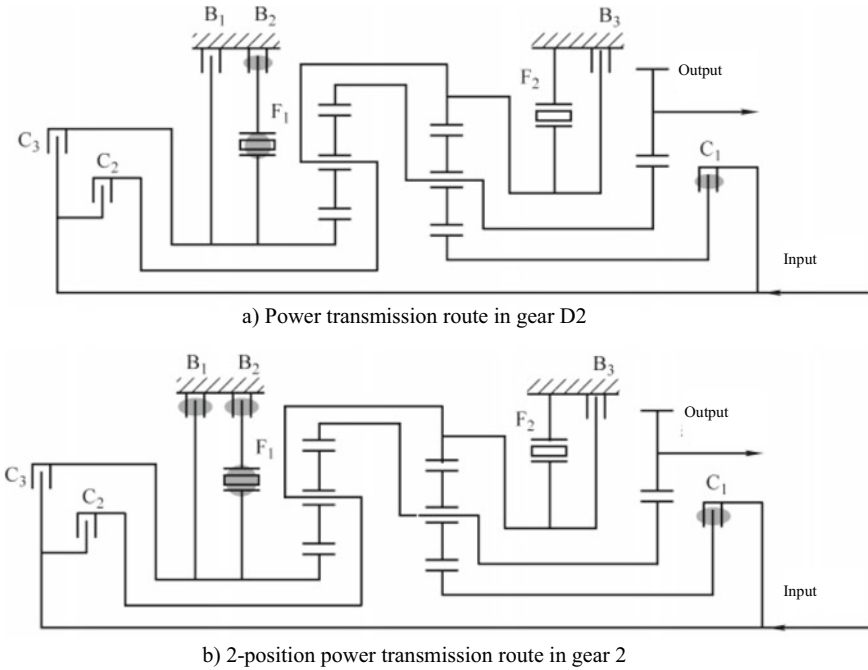 B1 B2 B3
Output
F2
F1
C3
C2
C1
Input
a) Power transmission route in gear D2
B1 B2 B3
Output
F2
F1
C3
C2
C1
Input
b) 2-position power transmission route in gear 2